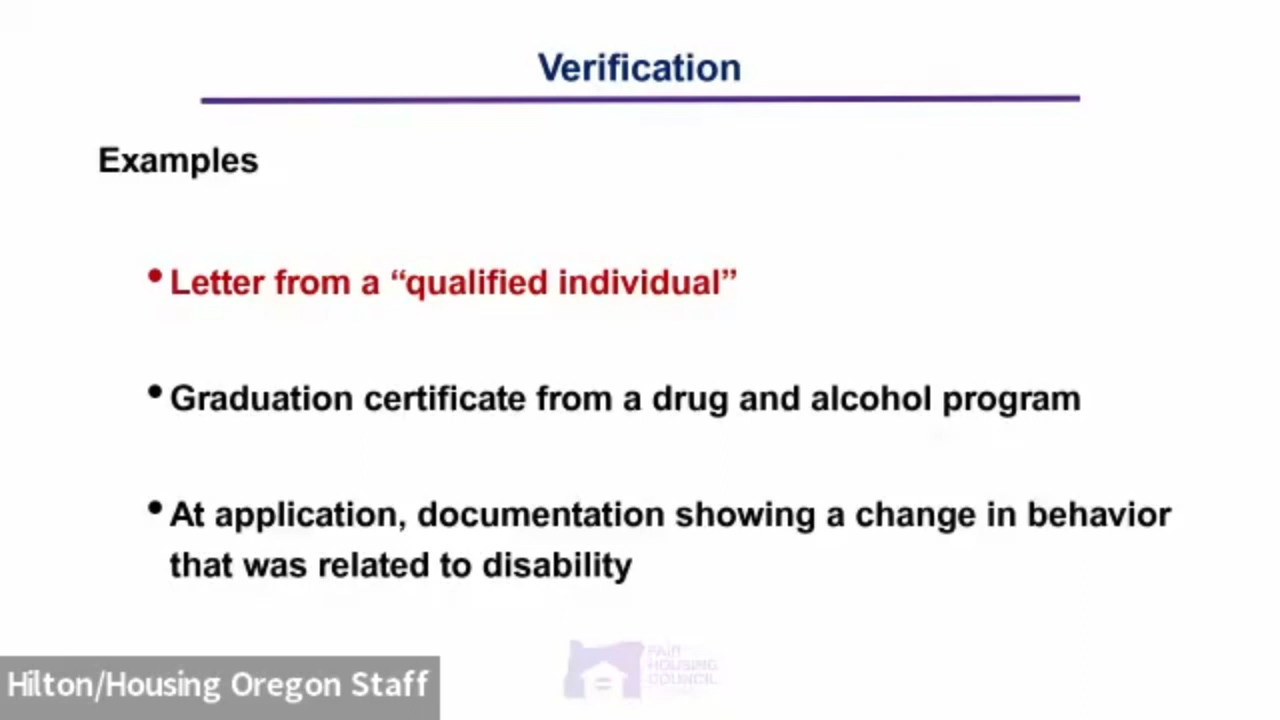 Verification
Examples
• Letter from a “qualified individual”
• Graduation certificate from a drug and alcohol program
• At application, documentation showing a change in behavior
that was related to disability
FAIR
HOUSING
COUNCIL
Hilton/Housing Oregon Staff